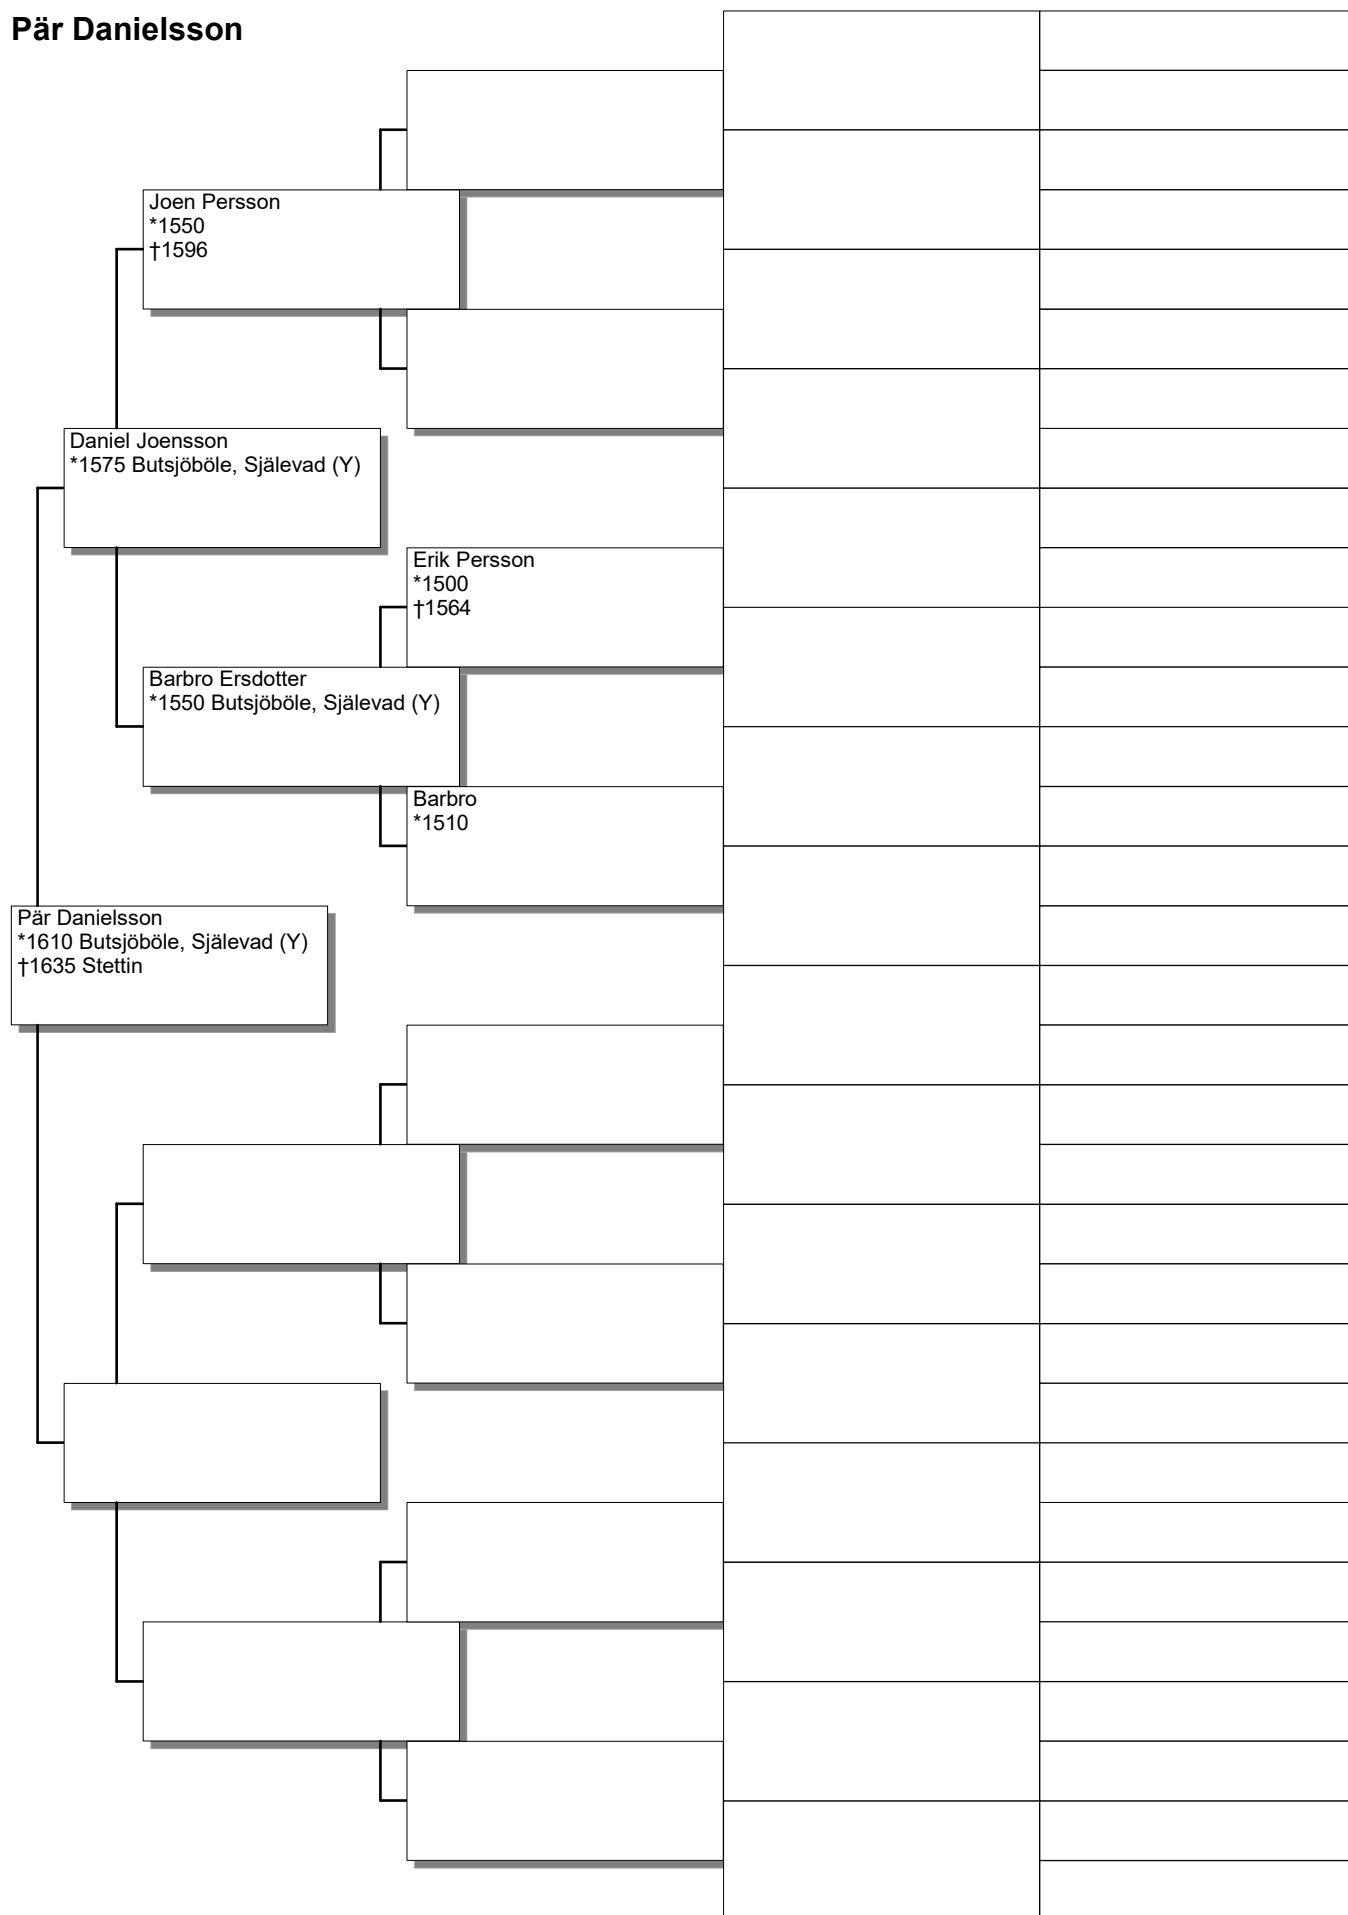 Pär Danielsson
Joen Persson
*1550
†1596
Daniel Joensson
*1575 Butsjöböle, Själevad (Y)
Erik Persson
*1500
†1564
Barbro Ersdotter
*1550 Butsjöböle, Själevad (Y)
Barbro
*1510
Pär Danielsson
*1610 Butsjöböle, Själevad (Y)
†1635 Stettin